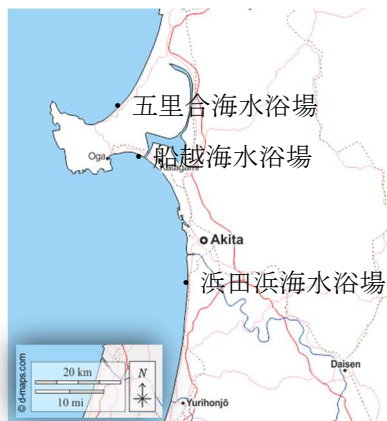 五里合海水浴場
Oga
船越海水浴場
Katagami
Akita
浜田浜海水浴場
20 km
10 mi
N
© d-maps.com
Daisen
Yurihonjō